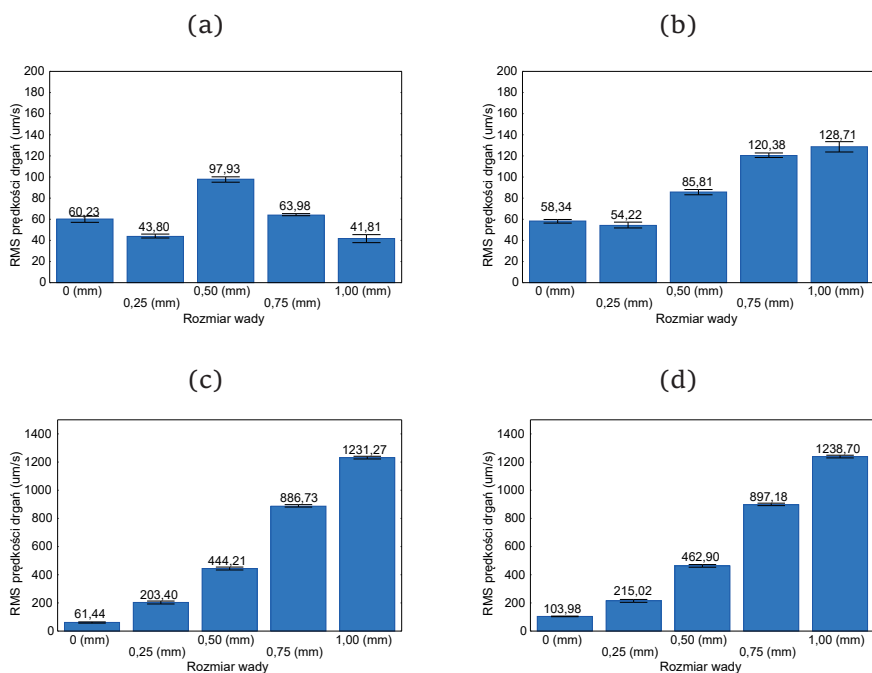 (a)
200
180
160
140
120
100
80
60
40
20
0
RMS prędkości drgań (um/s)
60,23
43,80
97,93
63,98
41,81
0 (mm)
0,25 (mm)
0,50 (mm)
0,75 (mm)
1,00 (mm)
Rozmiar wady
(b)
200
180
160
140
120
100
80
60
40
20
0
RMS prędkości drgań (um/s)
58,34
54,22
85,81
120,38
128,71
0 (mm)
0,25 (mm)
0,50 (mm)
0,75 (mm)
1,00 (mm)
Rozmiar wady
(c)
1400
1200
1000
800
600
400
200
0
RMS prędkości drgań (um/s)
61,44
203,40
444,21
886,73
1231,27
0 (mm)
0,25 (mm)
0,50 (mm)
0,75 (mm)
1,00 (mm)
Rozmiar wady
(d)
1400
1200
1000
800
600
400
200
0
RMS prędkości drgań (um/s)
103,98
215,02
462,90
897,18
1238,70
0 (mm)
0,25 (mm)
0,50 (mm)
0,75 (mm)
1,00 (mm)
Rozmiar wady